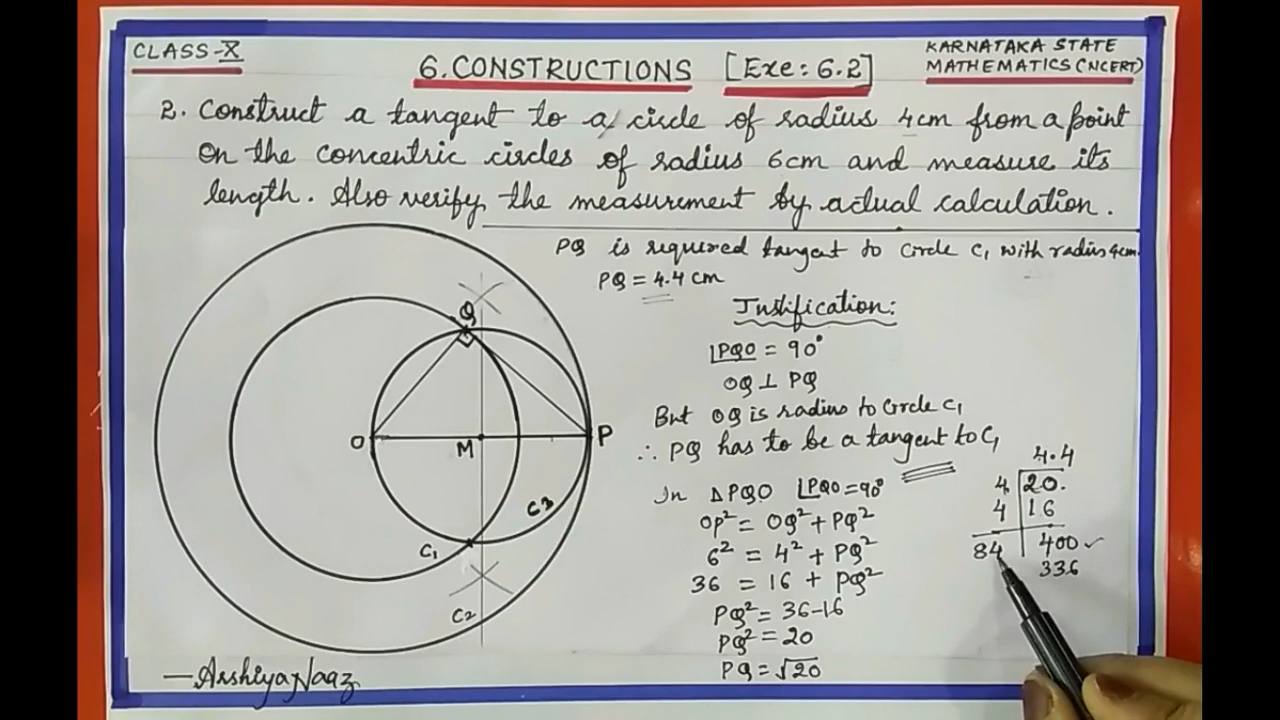 CLASS-X
6.CONSTRUCTIONS [Exe: 6.2]
KARNATAKA STATE
MATHEMATICS (NCERT)
2. Construct a tangent to a circle of radius 4cm from a point
on the concentric circles of radius 6cm and measure its
length. Also verify the measurement by actual calculation.
PQ is required tangent to circle C₁ with radius 4cm.
PQ = 4.4 cm
Justification:
∠PQO = 90°
OQ ⊥ PQ
But OQ is radius to circle C₁
∴ PQ has to be a tangent to C₁
In △PQO ∠PQO = 90°
OP² = OQ² + PQ²
6² = 4² + PQ²
36 = 16 + PQ²
PQ² = 36-16
PQ² = 20
PQ = √20
4.4
4 20.
4 16
84 400 ✓
336
Q
O
M
P
C₃
C₁
C₂
— Arshiya Naaz